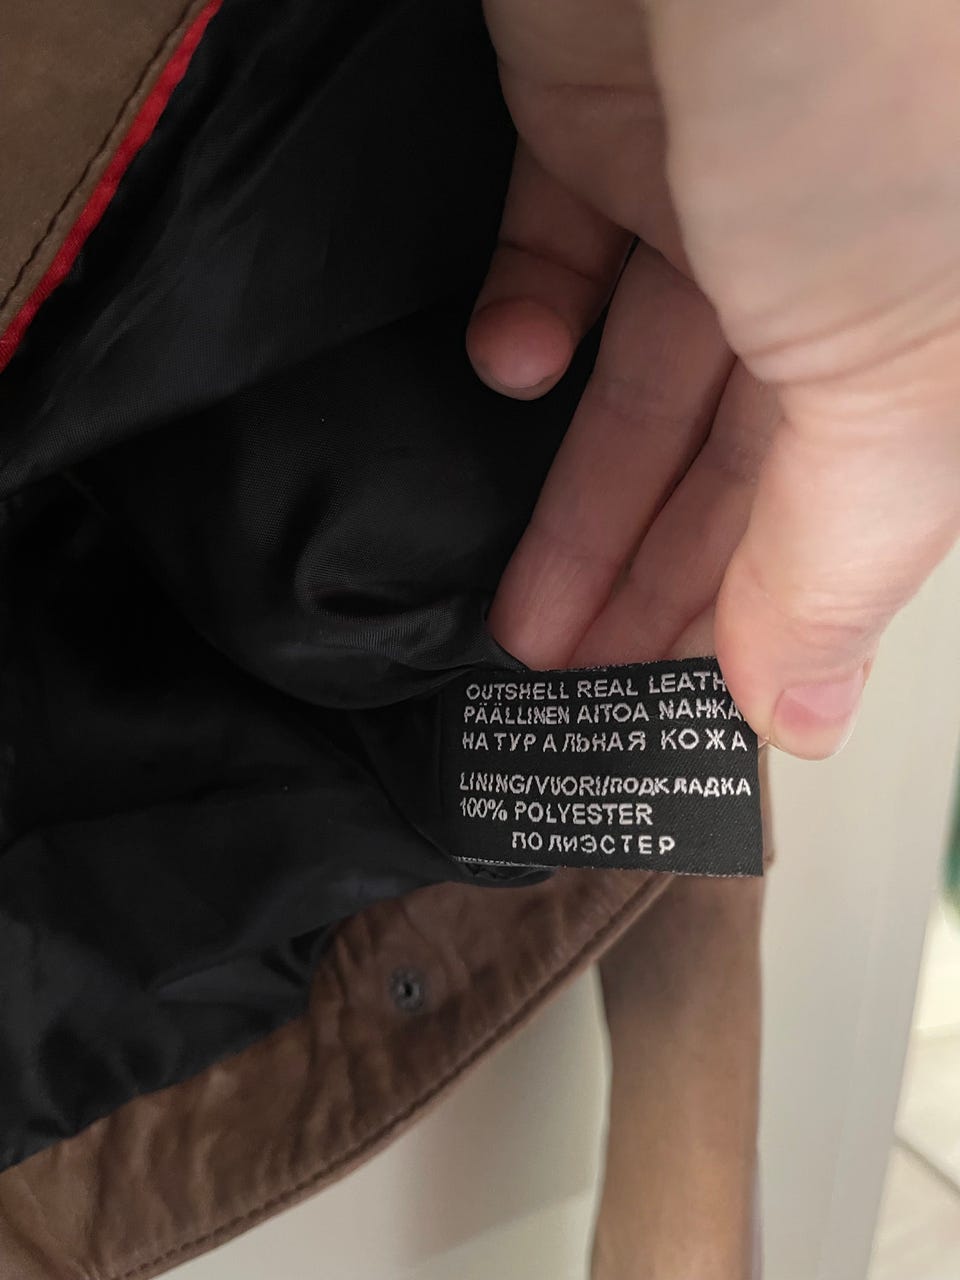 OUTSHELL REAL LEATH
PÄÄLLINEN AITOA NAHKA
НАТУРАЛЬНАЯ КОЖА
LINING/VUORI/ПОДКЛАДКА
100% POLYESTER
ПОЛИЭСТЕР